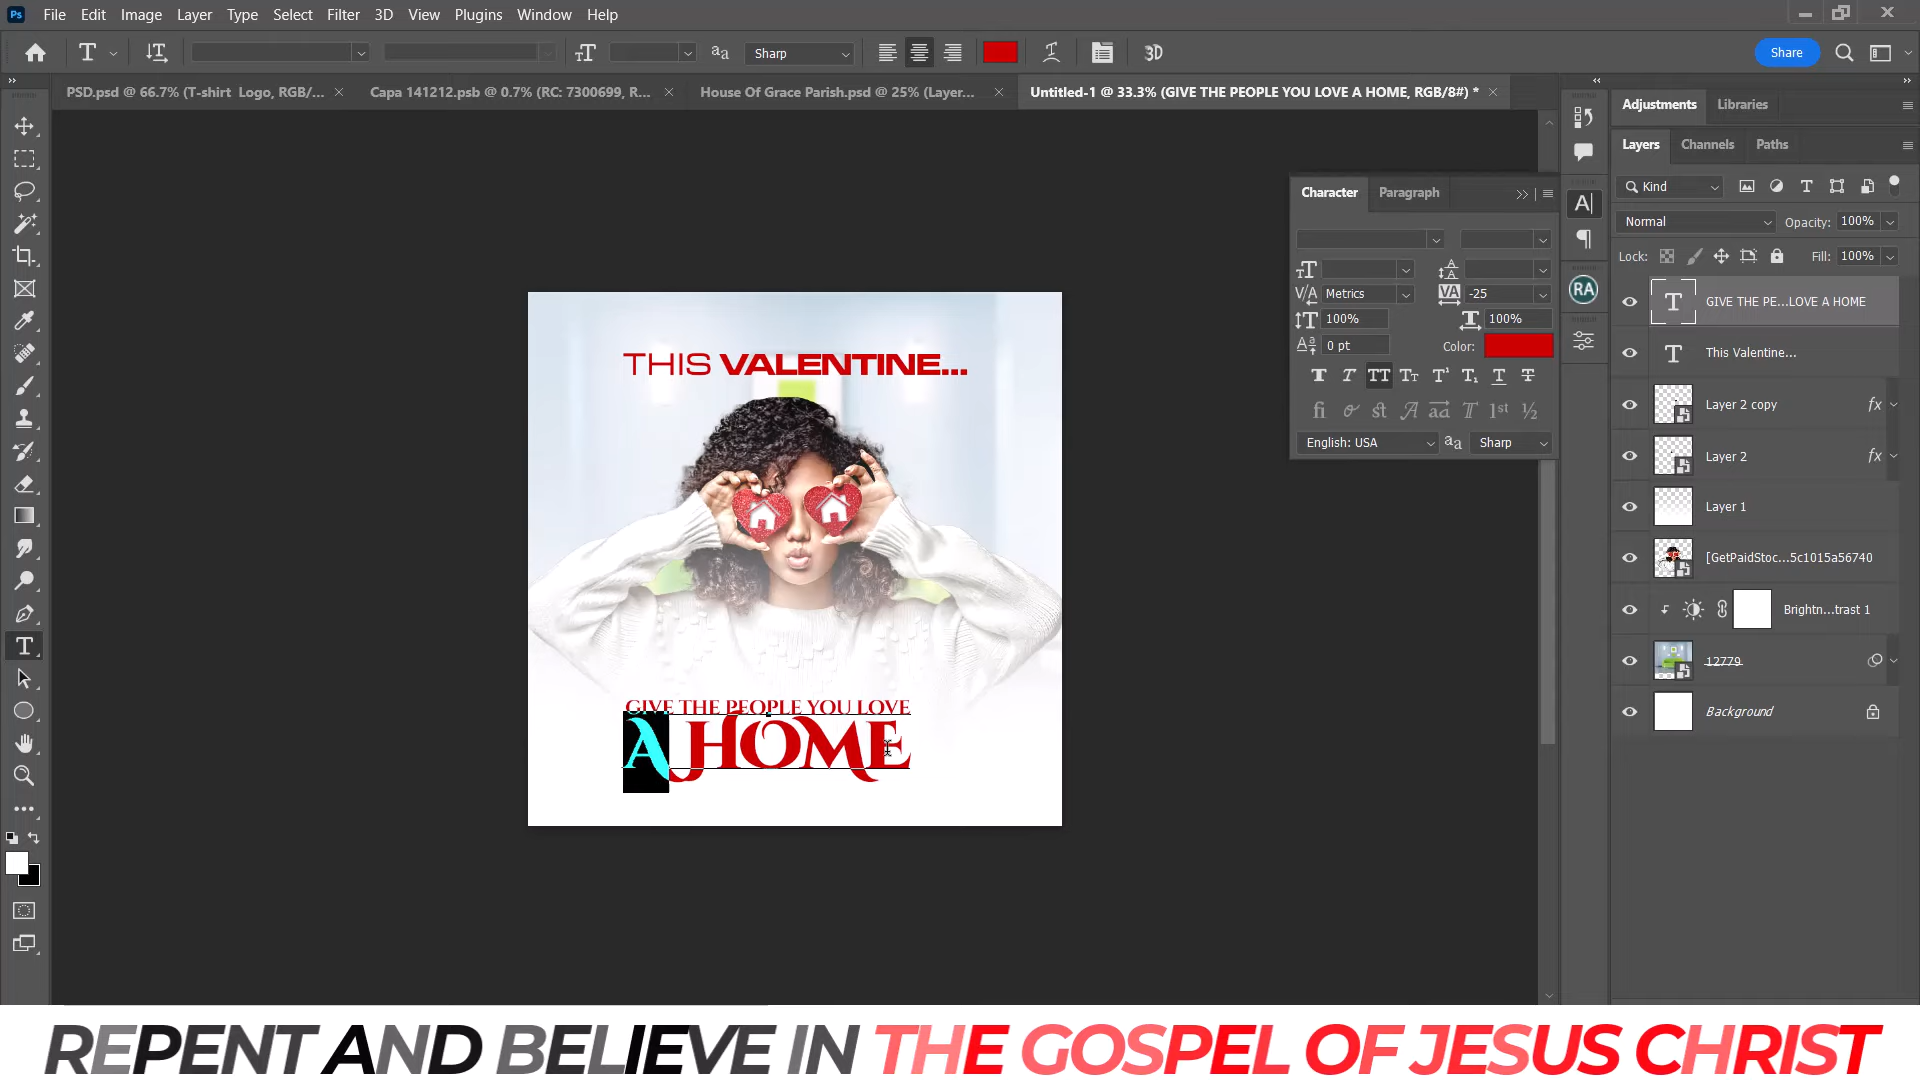 File Edit Image Layer Type Select Filter 3D View Plugins Window Help
Sharp 3D Share
PSD.psd @ 66.7% (T-shirt Logo, RGB/... Capa 141212.psb @ 0.7% (RC: 7300699, R... House Of Grace Parish.psd @ 25% (Layer... Untitled-1 @ 33.3% (GIVE THE PEOPLE YOU LOVE A HOME, RGB/8#) *
Adjustments Libraries
Layers Channels Paths
Kind
Normal Opacity: 100%
Lock: Fill: 100%
GIVE THE PE...LOVE A HOME
This Valentine...
Layer 2 copy fx
Layer 2 fx
Layer 1
[GetPaidStoc...5c1015a56740
Brightn...trast 1
12779
Background
Character Paragraph
Metrics -25
100% 100%
0 pt Color:
English: USA Sharp
RA
THIS VALENTINE...
GIVE THE PEOPLE YOU LOVE
A HOME
REPENT AND BELIEVE IN THE GOSPEL OF JESUS CHRIST